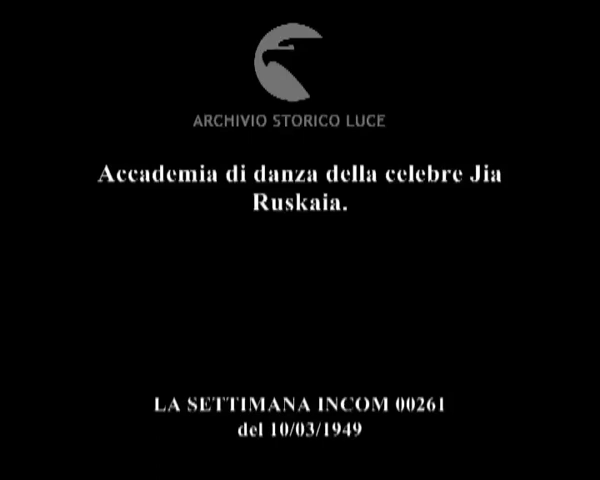 ARCHIVIO STORICO LUCE
Accademia di danza della celebre Jia
Ruskaia.
LA SETTIMANA INCOM 00261
del 10/03/1949